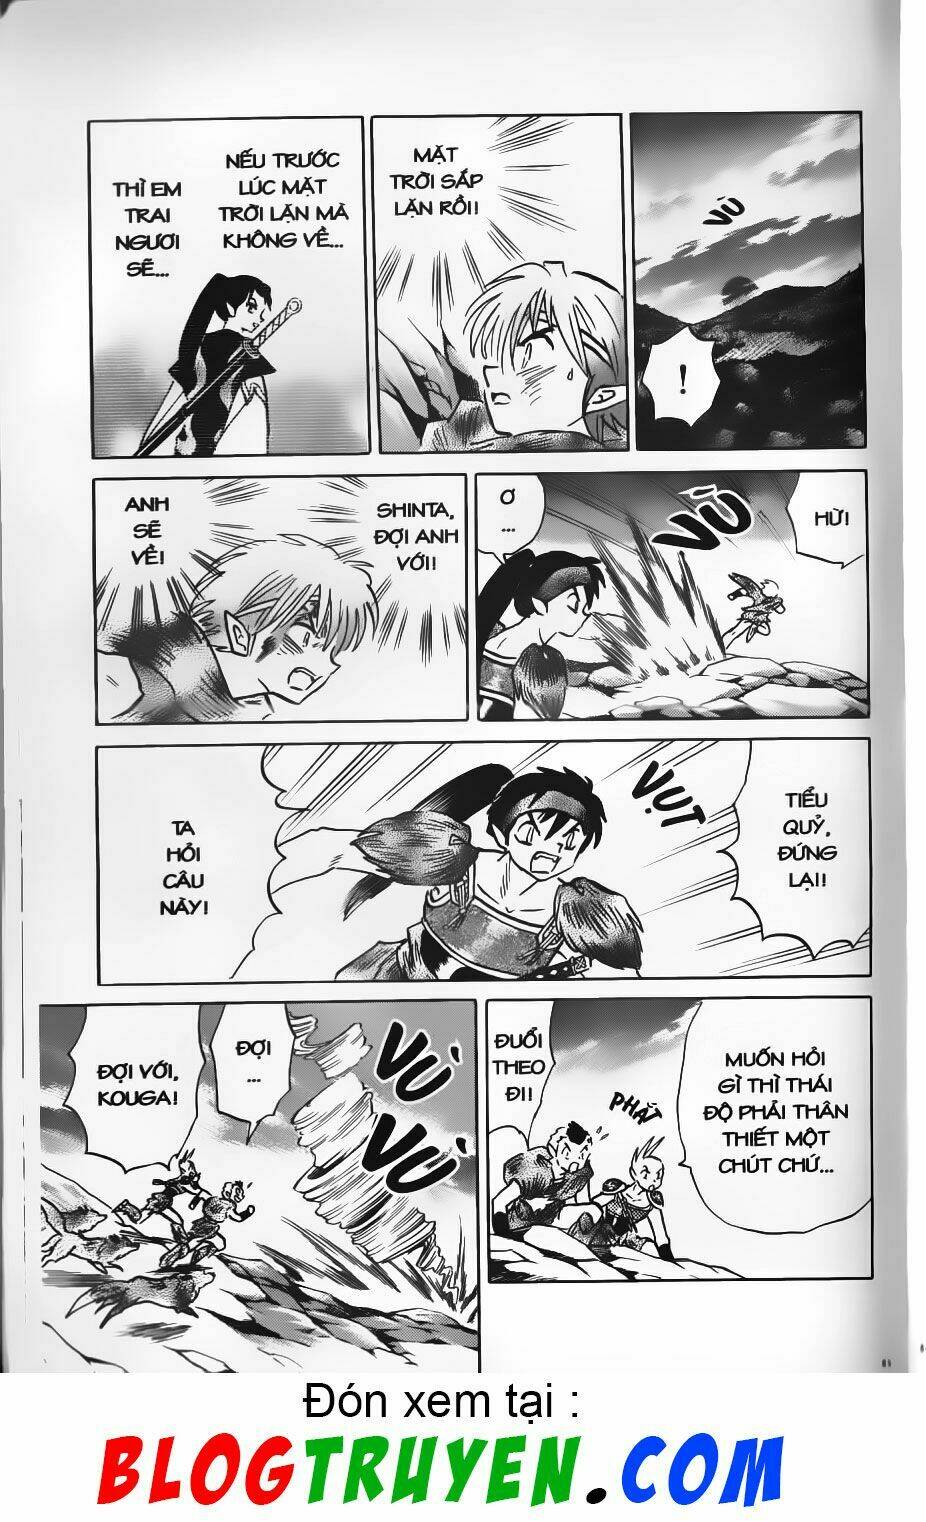 VÙ
!
MẶT
TRỜI SẮP
LẶN RỒI!
NẾU TRƯỚC
LÚC MẶT
TRỜI LẶN MÀ
KHÔNG VỀ...
THÌ EM
TRAI
NGƯƠI
SẼ...
HỪ!
VŨ
Ơ
...
SHINTA,
ĐỢI ANH
VỚI!
ANH
SẼ
VỀ!
TIỂU
QUỶ,
ĐỨNG
LẠI!
VỤT
TA
HỎI
CÂU
NÀY!
MUỐN HỎI
GÌ THÌ THÁI
ĐỘ PHẢI THÂN
THIẾT MỘT
CHÚT CHỨ...
PHẮT
ĐUỔI
THEO
ĐI!
VÙ
VÙ
ĐỢI
...
ĐỢI VỚI,
KOUGA!
Đón xem tại :
BLOGTRUYEN.COM